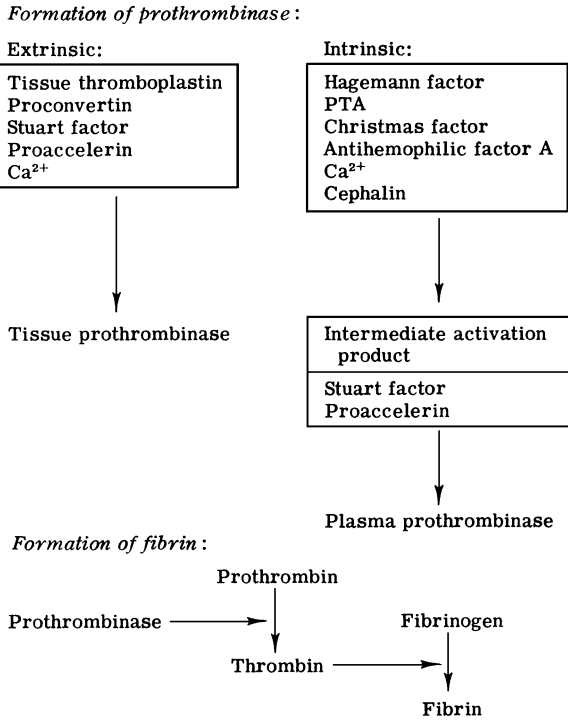 Formation of prothrombinase:
Extrinsic:
Tissue thromboplastin
Proconvertin
Stuart factor
Proaccelerin
Ca²⁺
Tissue prothrombinase
Intrinsic:
Hagemann factor
PTA
Christmas factor
Antihemophilic factor A
Ca²⁺
Cephalin
Intermediate activation
product
Stuart factor
Proaccelerin
Plasma prothrombinase
Formation of fibrin:
Prothrombin
Prothrombinase
Fibrinogen
Thrombin
Fibrin